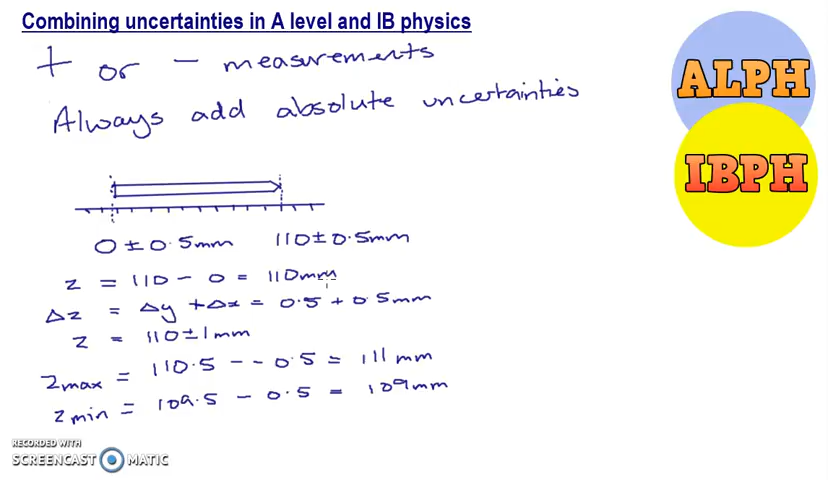 Combining uncertainties in A level and IB physics
+ or - measurements
Always add absolute uncertainties
ALPH
IBPH
0 ± 0.5mm 110 ± 0.5mm
z = 110 - 0 = 110mm
Δz = Δy + Δx = 0.5 + 0.5mm
z = 110 ± 1mm
zmax = 110.5 - - 0.5 = 111mm
zmin = 109.5 - 0.5 = 109mm
RECORDED WITH
SCREENCAST MATIC